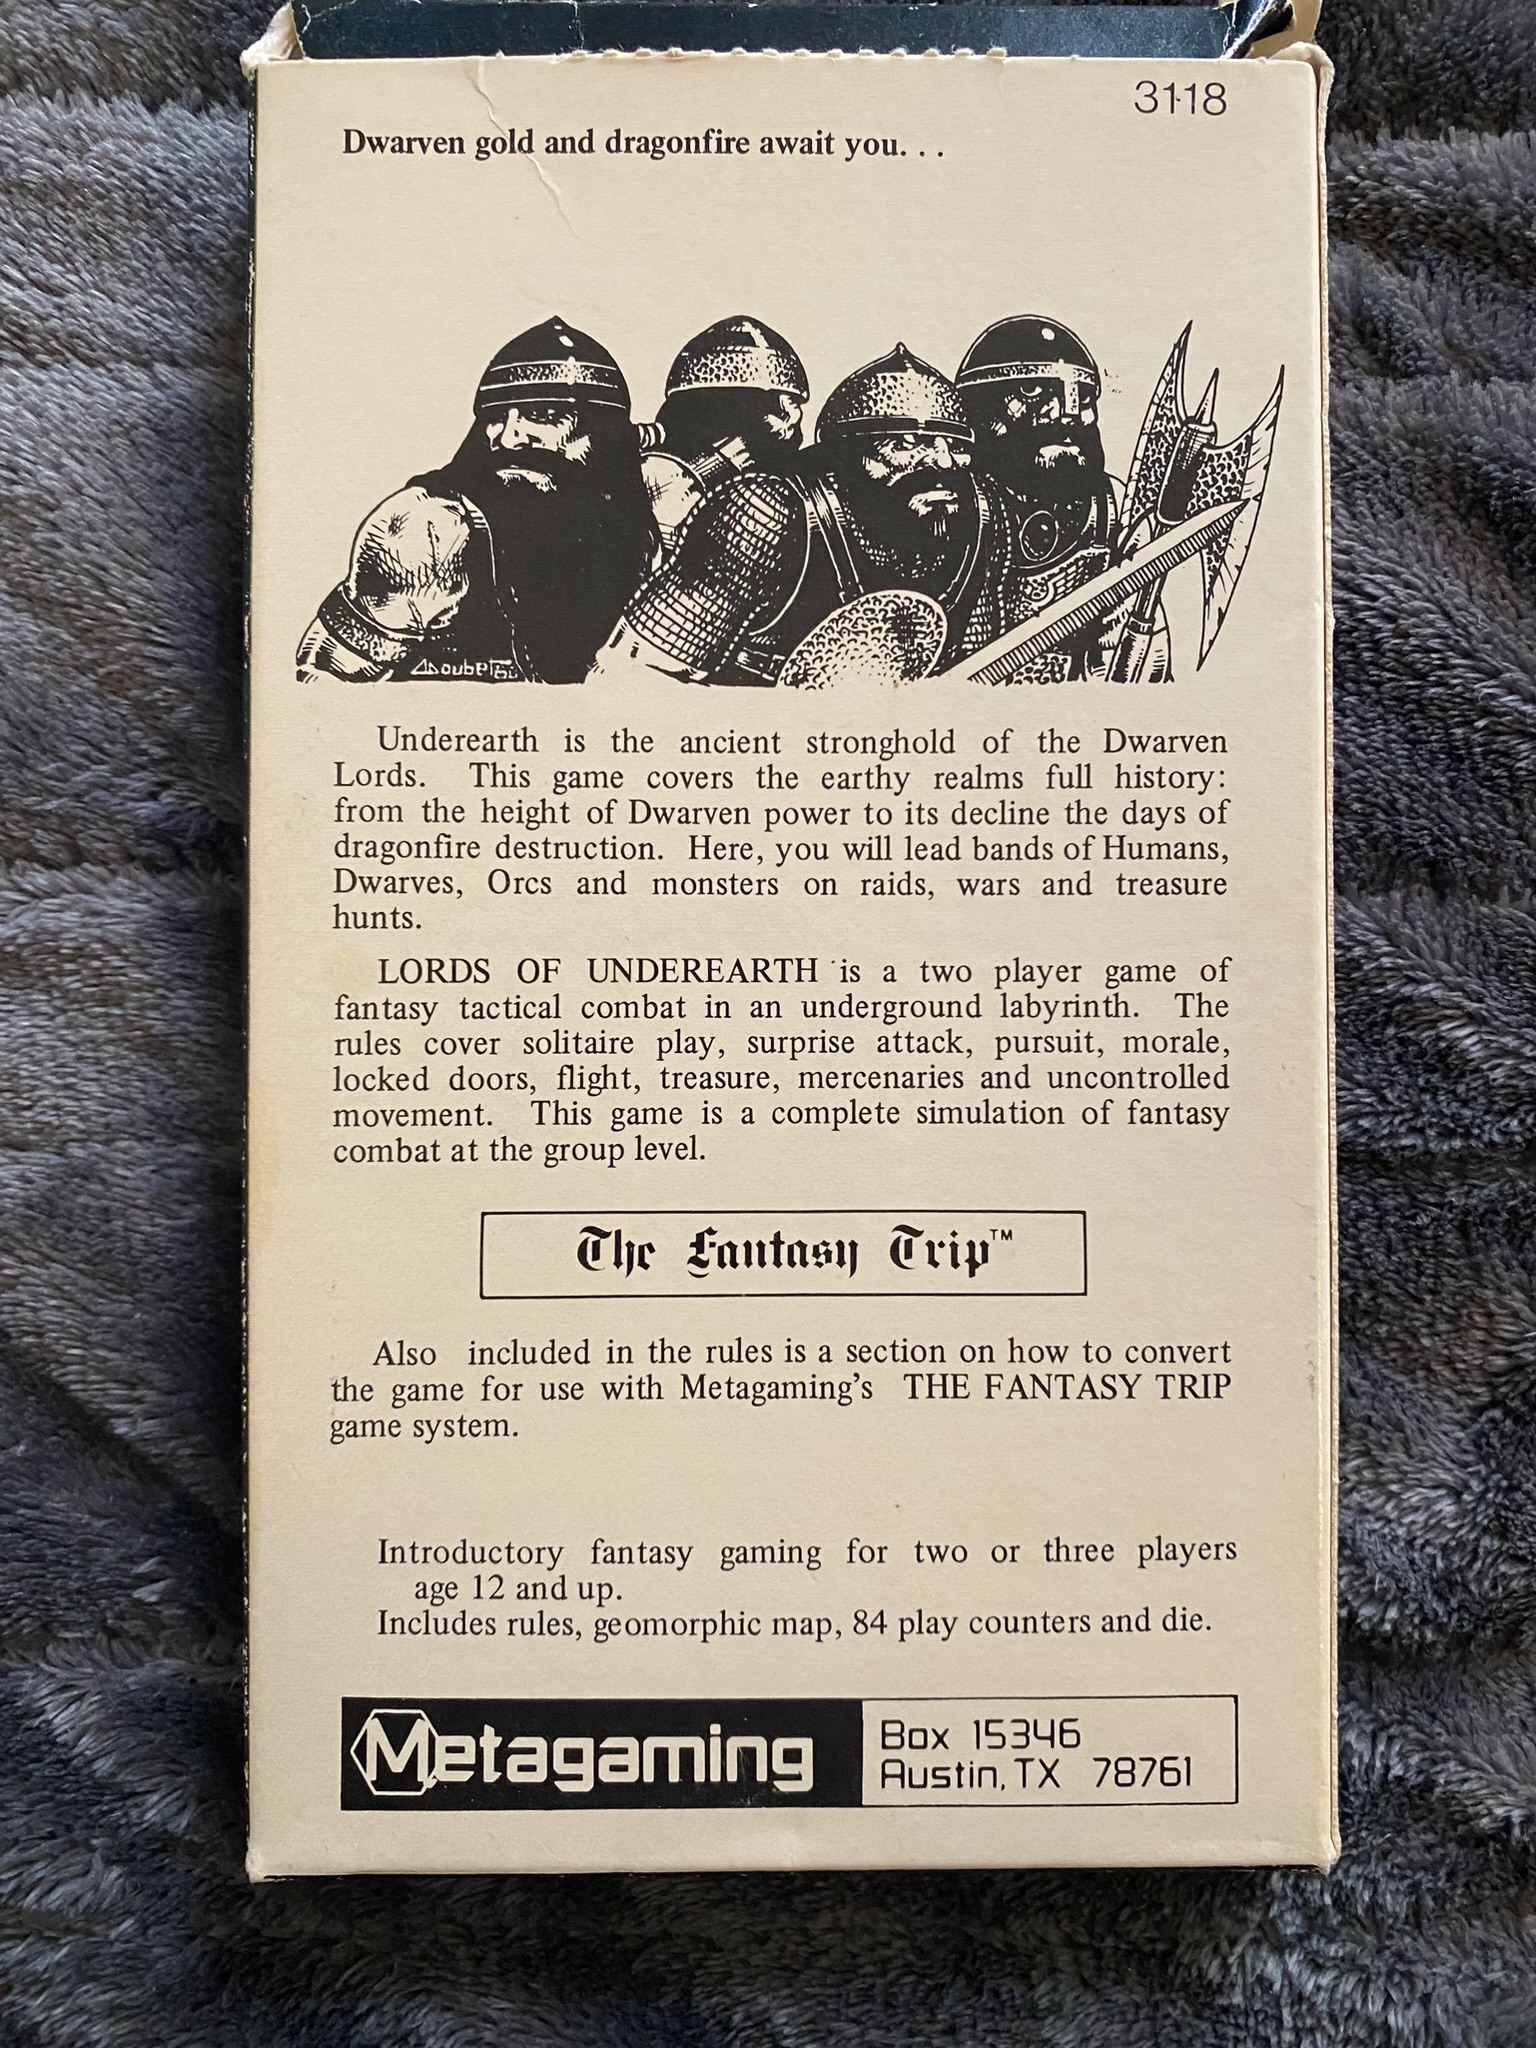 3118
Dwarven gold and dragonfire await you. . .
Underearth is the ancient stronghold of the Dwarven
Lords. This game covers the earthy realms full history:
from the height of Dwarven power to its decline the days of
dragonfire destruction. Here, you will lead bands of Humans,
Dwarves, Orcs and monsters on raids, wars and treasure
hunts.
LORDS OF UNDEREARTH is a two player game of
fantasy tactical combat in an underground labyrinth. The
rules cover solitaire play, surprise attack, pursuit, morale,
locked doors, flight, treasure, mercenaries and uncontrolled
movement. This game is a complete simulation of fantasy
combat at the group level.
The Fantasy Trip™
Also included in the rules is a section on how to convert
the game for use with Metagaming's THE FANTASY TRIP
game system.
Introductory fantasy gaming for two or three players
age 12 and up.
Includes rules, geomorphic map, 84 play counters and die.
Metagaming
Box 15346
Austin, TX 78761